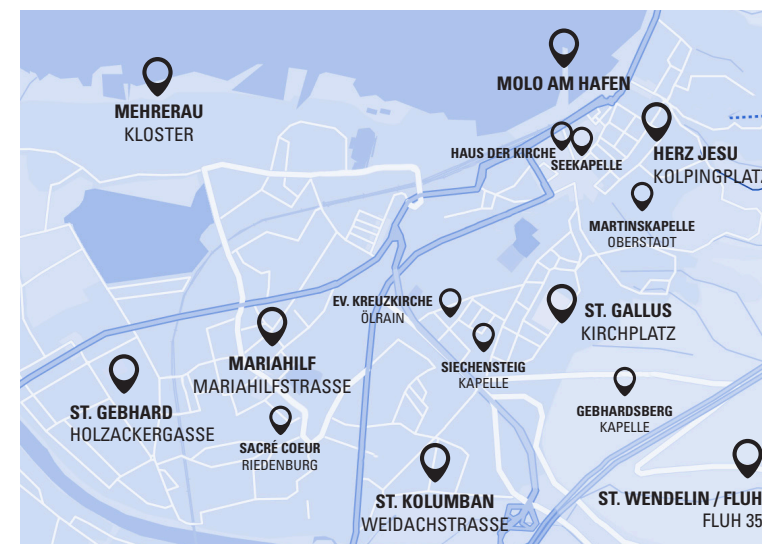 MOLO AM HAFEN
MEHRERAU
KLOSTER
HAUS DER KIRCHE
SEEKAPELLE
HERZ JESU
KOLPINGPLATZ
MARTINSKAPELLE
OBERSTADT
EV. KREUZKIRCHE
ÖLRAIN
ST. GALLUS
KIRCHPLATZ
MARIAHILF
MARIAHILFSTRASSE
SIECHENSTEIG
KAPELLE
ST. GEBHARD
HOLZACKERGASSE
GEBHARDSBERG
KAPELLE
SACRÉ COEUR
RIEDENBURG
ST. KOLUMBAN
WEIDACHSTRASSE
ST. WENDELIN / FLUH
FLUH 35